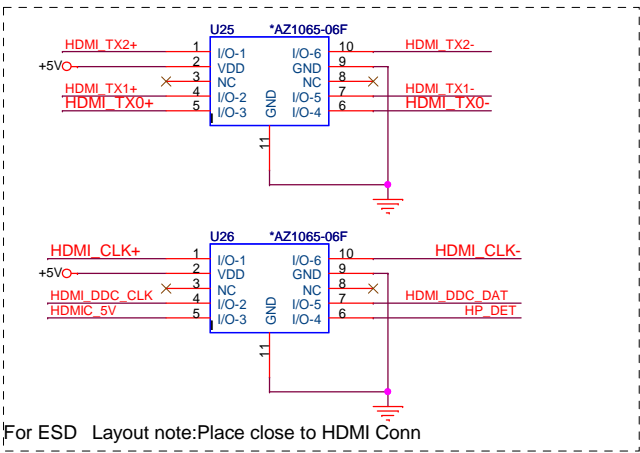 U25 *AZ1065-06F
HDMI_TX2+ 1 I/O-1 I/O-6 10 HDMI_TX2-
+5V 2 VDD GND 9
3 NC NC 8
HDMI_TX1+ 4 I/O-2 I/O-5 7 HDMI_TX1-
HDMI_TX0+ 5 I/O-3 I/O-4 6 HDMI_TX0-
GND
11
U26 *AZ1065-06F
HDMI_CLK+ 1 I/O-1 I/O-6 10 HDMI_CLK-
+5V 2 VDD GND 9
3 NC NC 8
HDMI_DDC_CLK 4 I/O-2 I/O-5 7 HDMI_DDC_DAT
HDMIC_5V 5 I/O-3 I/O-4 6 HP_DET
GND
11
For ESD Layout note:Place close to HDMI Conn